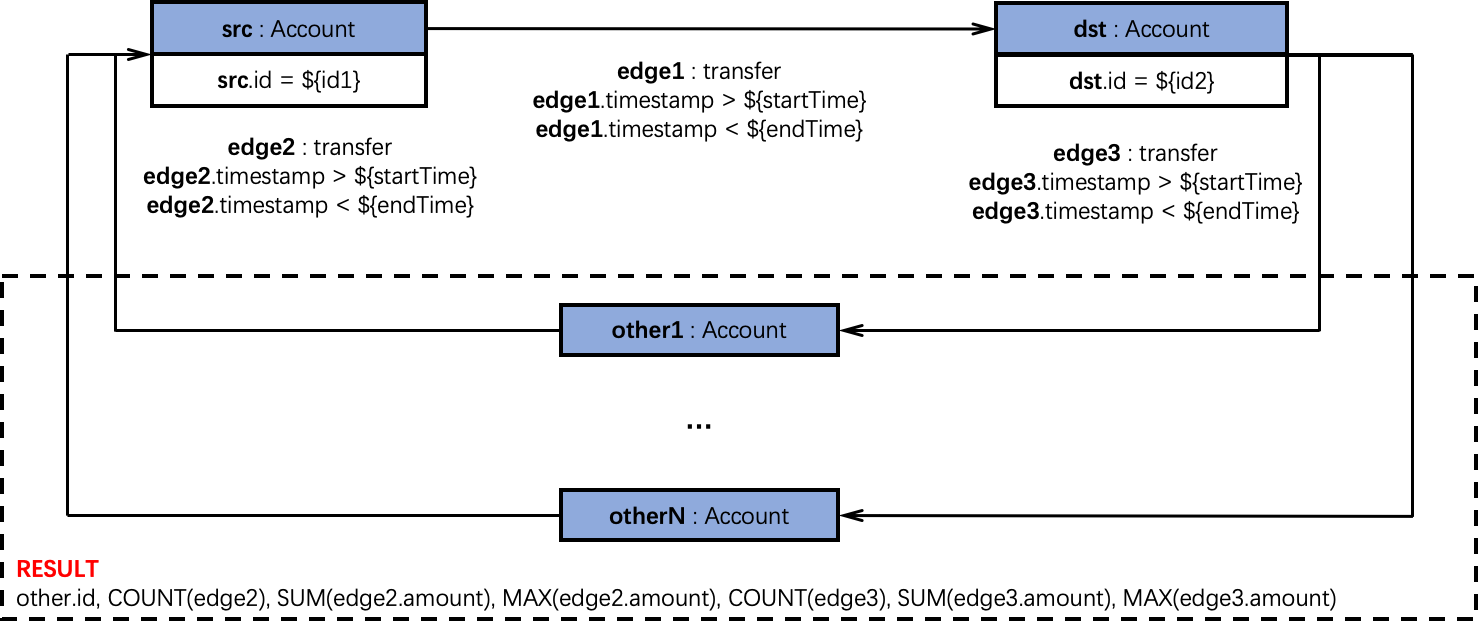 src : Account
src.id = ${id1}
edge1 : transfer
edge1.timestamp > ${startTime}
edge1.timestamp < ${endTime}
dst : Account
dst.id = ${id2}
edge2 : transfer
edge2.timestamp > ${startTime}
edge2.timestamp < ${endTime}
edge3 : transfer
edge3.timestamp > ${startTime}
edge3.timestamp < ${endTime}
other1 : Account
...
otherN : Account
RESULT
other.id, COUNT(edge2), SUM(edge2.amount), MAX(edge2.amount), COUNT(edge3), SUM(edge3.amount), MAX(edge3.amount)